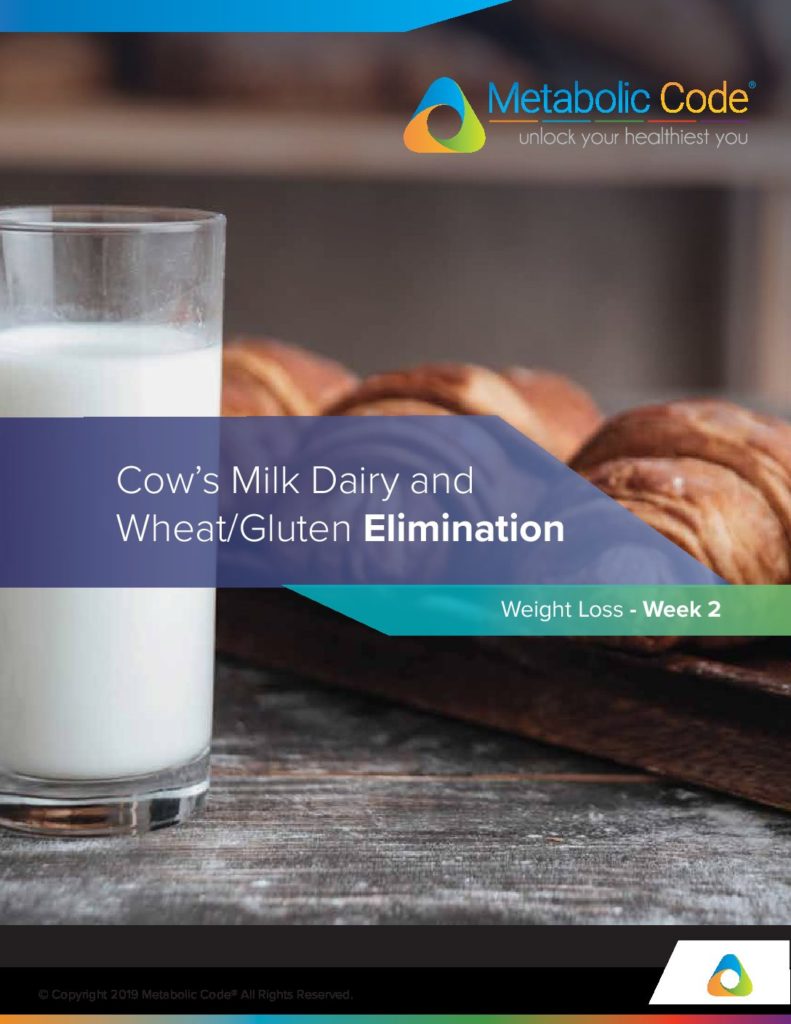 Metabolic Code®
unlock your healthiest you
Cow's Milk Dairy and
Wheat/Gluten Elimination
Weight Loss - Week 2
© Copyright 2019 Metabolic Code® All Rights Reserved.